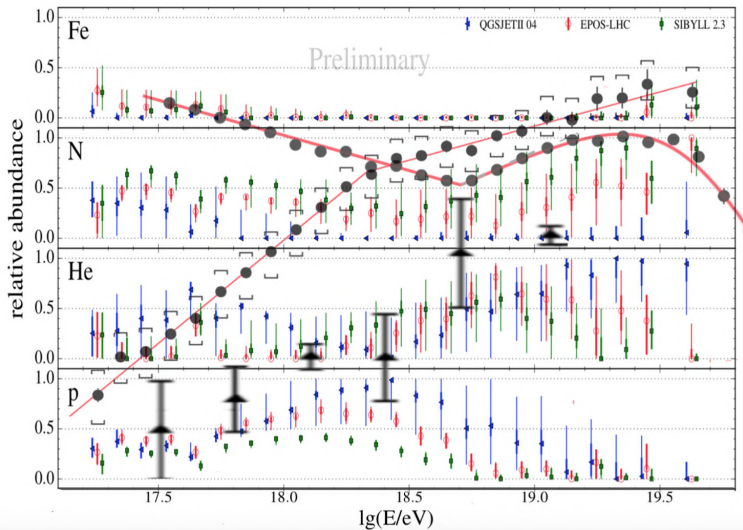 QGSJETII 04 EPOS-LHC SIBYLL 2.3
Preliminary
relative abundance
Fe
1.0
0.5
0.0
N
1.0
0.5
0.0
He
1.0
0.5
0.0
p
1.0
0.5
0.0
17.5 18.0 18.5 19.0 19.5
lg(E/eV)